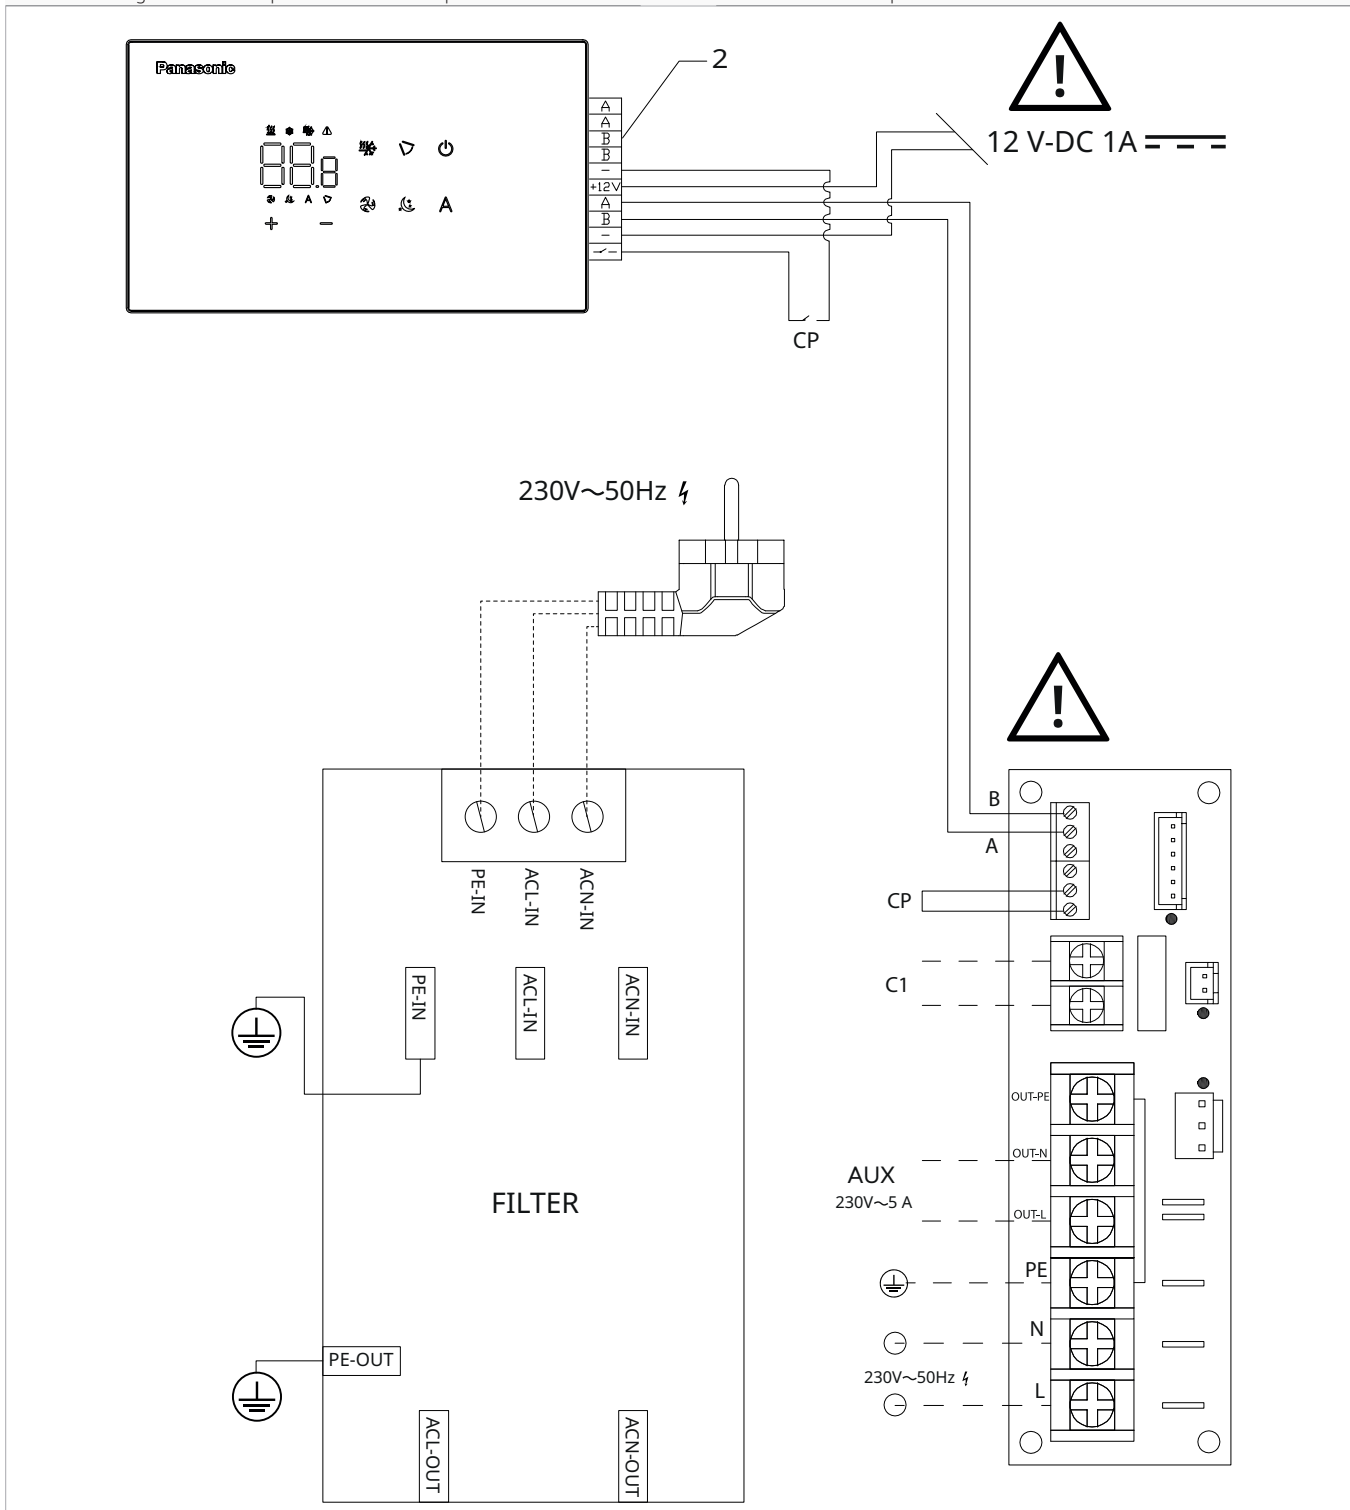 Panasonic
2
A
A
B
B
−
+12V
A
B
−
88.8
A
A
+ −
12 V-DC 1A
CP
230V~50Hz
PE-IN
ACL-IN
ACN-IN
PE-IN
ACL-IN
ACN-IN
FILTER
PE-OUT
ACL-OUT
ACN-OUT
B
A
CP
C1
OUT-PE
OUT-N
AUX
230V~5 A
OUT-L
PE
N
230V~50Hz
L